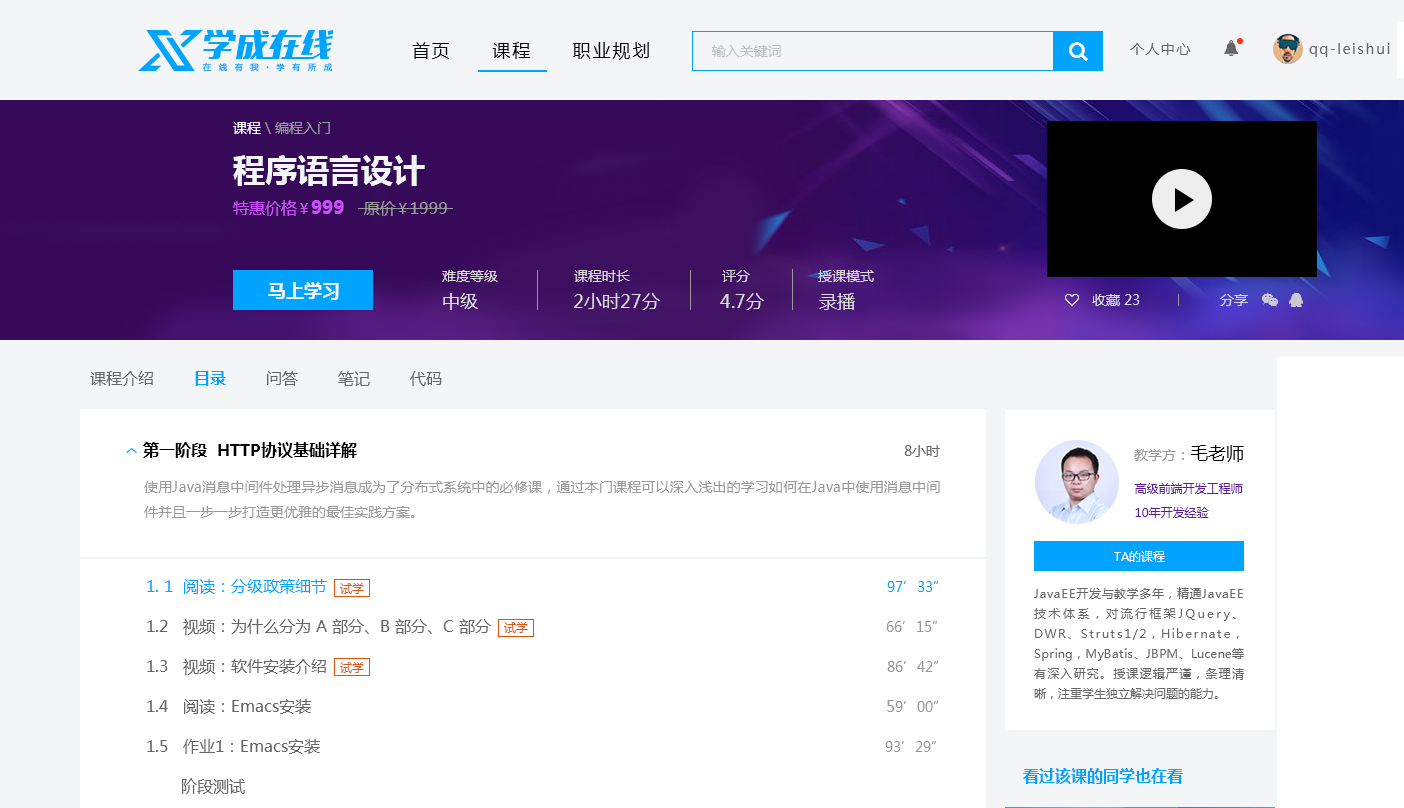 学成在线
在线有我·学有所成
首页 课程 职业规划 输入关键词 个人中心 qq-leishui
课程 \ 编程入门
程序语言设计
特惠价格¥999 原价¥1999
马上学习
难度等级 课程时长 评分 授课模式
中级 2小时27分 4.7分 录播
收藏 23 分享
课程介绍 目录 问答 笔记 代码
第一阶段 HTTP协议基础详解 8小时
使用Java消息中间件处理异步消息成为了分布式系统中的必修课，通过本门课程可以深入浅出的学习如何在Java中使用消息中间
件并且一步一步打造更优雅的最佳实践方案。
1. 1 阅读：分级政策细节 试学 97′ 33″
1.2 视频：为什么分为 A 部分、B 部分、C 部分 试学 66′ 15″
1.3 视频：软件安装介绍 试学 86′ 42″
1.4 阅读：Emacs安装 59′ 00″
1.5 作业1：Emacs安装 93′ 29″
阶段测试
教学方：毛老师
高级前端开发工程师
10年开发经验
TA的课程
JavaEE开发与教学多年，精通JavaEE
技术体系，对流行框架JQuery、
DWR、Struts1/2，Hibernate，
Spring，MyBatis、JBPM、Lucene等
有深入研究。授课逻辑严谨，条理清
晰，注重学生独立解决问题的能力。
看过该课的同学也在看